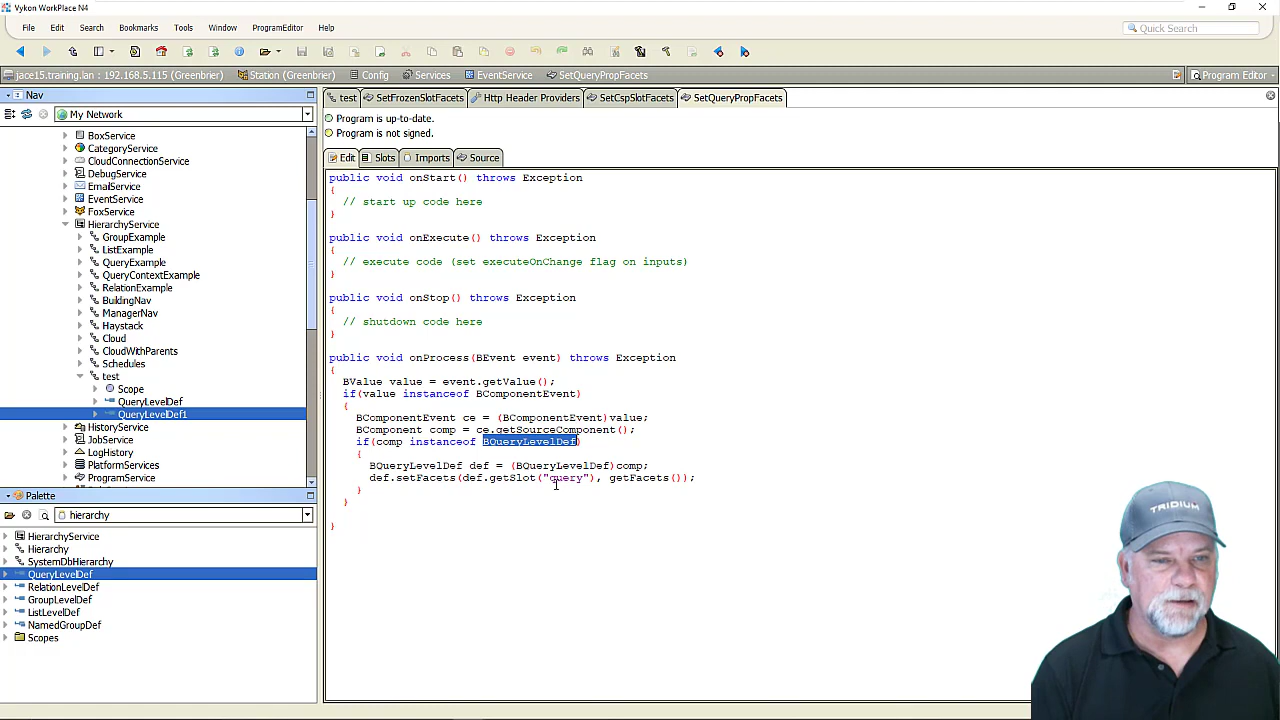 Vykon WorkPlace N4
File Edit Search Bookmarks Tools Window ProgramEditor Help
Quick Search
jace15.training.lan : 192.168.5.115 (Greenbrier) Station (Greenbrier) Config Services EventService SetQueryPropFacets Program Editor
Nav
My Network
BoxService
CategoryService
CloudConnectionService
DebugService
EmailService
EventService
FoxService
HierarchyService
GroupExample
ListExample
QueryExample
QueryContextExample
RelationExample
BuildingNav
ManagerNav
Haystack
Cloud
CloudWithParents
Schedules
test
Scope
QueryLevelDef
QueryLevelDef1
HistoryService
JobService
LogHistory
PlatformServices
ProgramService
Palette
hierarchy
HierarchyService
Hierarchy
SystemDbHierarchy
QueryLevelDef
RelationLevelDef
GroupLevelDef
ListLevelDef
NamedGroupDef
Scopes
test SetFrozenSlotFacets Http Header Providers SetCspSlotFacets SetQueryPropFacets
Program is up-to-date.
Program is not signed.
Edit Slots Imports Source
public void onStart() throws Exception
{
// start up code here
}
public void onExecute() throws Exception
{
// execute code (set executeOnChange flag on inputs)
}
public void onStop() throws Exception
{
// shutdown code here
}
public void onProcess(BEvent event) throws Exception
{
BValue value = event.getValue();
if(value instanceof BComponentEvent)
{
BComponentEvent ce = (BComponentEvent)value;
BComponent comp = ce.getSourceComponent();
if(comp instanceof BQueryLevelDef)
{
BQueryLevelDef def = (BQueryLevelDef)comp;
def.setFacets(def.getSlot("query"), getFacets());
}
}
}
TRIDIUM